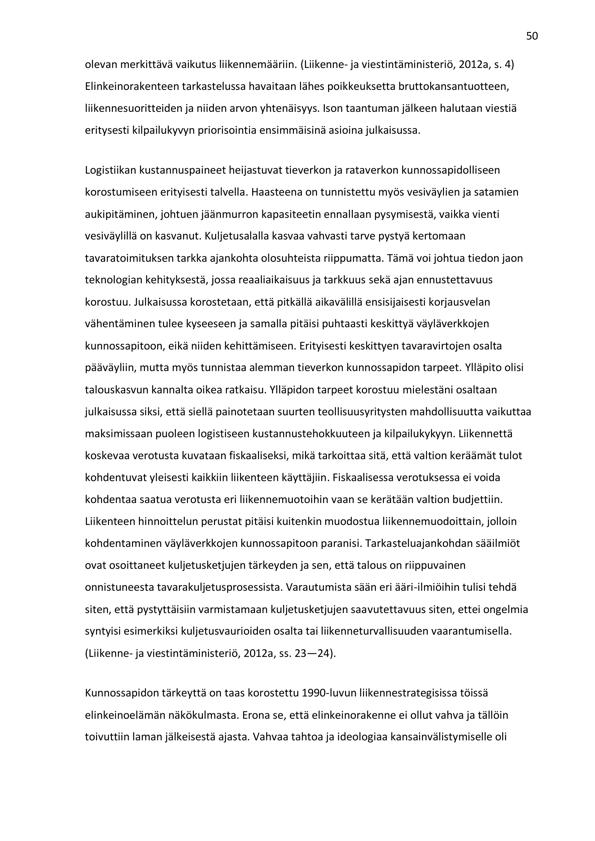 50
olevan merkittävä vaikutus liikennemääriin. (Liikenne- ja viestintäministeriö, 2012a, s. 4)
Elinkeinorakenteen tarkastelussa havaitaan lähes poikkeuksetta bruttokansantuotteen,
liikennesuoritteiden ja niiden arvon yhtenäisyys. Ison taantuman jälkeen halutaan viestiä
erityisesti kilpailukyvyn priorisointia ensimmäisinä asioina julkaisussa.
Logistiikan kustannuspaineet heijastuvat tieverkon ja rataverkon kunnossapidolliseen
korostumiseen erityisesti talvella. Haasteena on tunnistettu myös vesiväylien ja satamien
aukipitäminen, johtuen jäänmurron kapasiteetin ennallaan pysymisestä, vaikka vienti
vesiväylillä on kasvanut. Kuljetusalalla kasvaa vahvasti tarve pystyä kertomaan
tavaratoimituksen tarkka ajankohta olosuhteista riippumatta. Tämä voi johtua tiedon jaon
teknologian kehityksestä, jossa reaaliaikaisuus ja tarkkuus sekä ajan ennustettavuus
korostuu. Julkaisussa korostetaan, että pitkällä aikavälillä ensisijaisesti korjausvelan
vähentäminen tulee kyseeseen ja samalla pitäisi puhtaasti keskittyä väyläverkkojen
kunnossapitoon, eikä niiden kehittämiseen. Erityisesti keskittyen tavaravirtojen osalta
pääväyliin, mutta myös tunnistaa alemman tieverkon kunnossapidon tarpeet. Ylläpito olisi
talouskasvun kannalta oikea ratkaisu. Ylläpidon tarpeet korostuu mielestäni osaltaan
julkaisussa siksi, että siellä painotetaan suurten teollisuusyritysten mahdollisuutta vaikuttaa
maksimissaan puoleen logistiseen kustannustehokkuuteen ja kilpailukykyyn. Liikennettä
koskevaa verotusta kuvataan fiskaaliseksi, mikä tarkoittaa sitä, että valtion keräämät tulot
kohdentuvat yleisesti kaikkiin liikenteen käyttäjiin. Fiskaalisessa verotuksessa ei voida
kohdentaa saatua verotusta eri liikennemuotoihin vaan se kerätään valtion budjettiin.
Liikenteen hinnoittelun perustat pitäisi kuitenkin muodostua liikennemuodoittain, jolloin
kohdentaminen väyläverkkojen kunnossapitoon paranisi. Tarkasteluajankohdan sääilmiöt
ovat osoittaneet kuljetusketjujen tärkeyden ja sen, että talous on riippuvainen
onnistuneesta tavarakuljetusprosessista. Varautumista sään eri ääri-ilmiöihin tulisi tehdä
siten, että pystyttäisiin varmistamaan kuljetusketjujen saavutettavuus siten, ettei ongelmia
syntyisi esimerkiksi kuljetusvaurioiden osalta tai liikenneturvallisuuden vaarantumisella.
(Liikenne- ja viestintäministeriö, 2012a, ss. 23—24).
Kunnossapidon tärkeyttä on taas korostettu 1990-luvun liikennestrategisissa töissä
elinkeinoelämän näkökulmasta. Erona se, että elinkeinorakenne ei ollut vahva ja tällöin
toivuttiin laman jälkeisestä ajasta. Vahvaa tahtoa ja ideologiaa kansainvälistymiselle oli